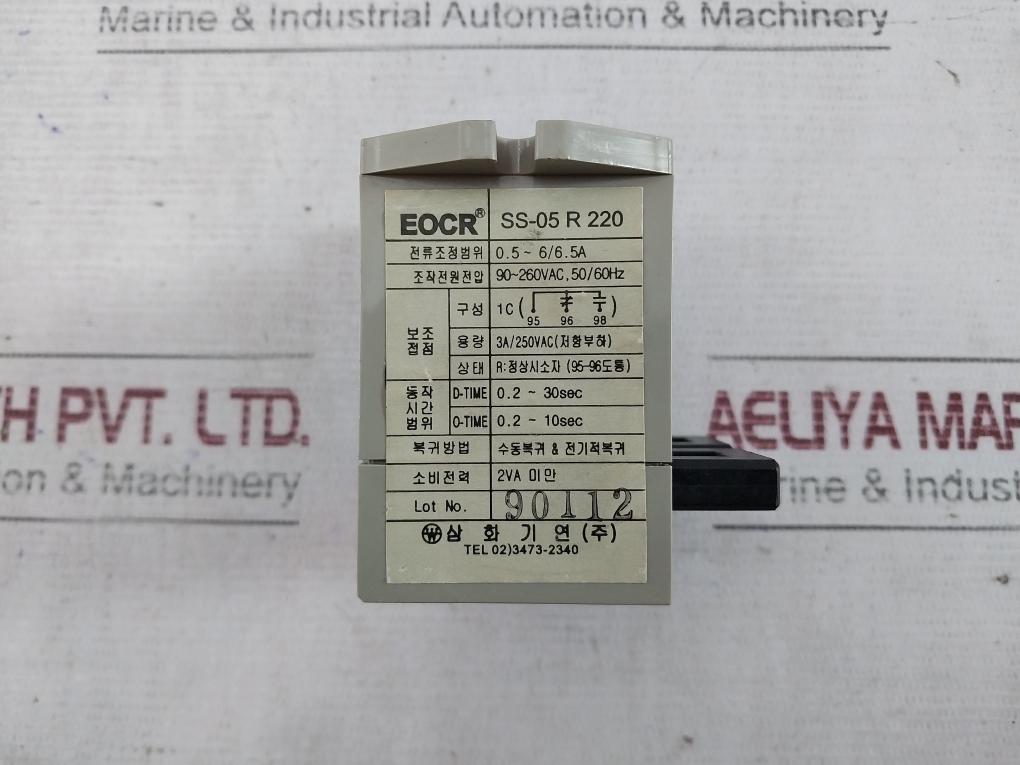 Marine & Industrial Automation & Machinery
EOCR® SS-05 R 220
전류조정범위 0.5 ~ 6/6.5A
조작전원전압 90~260VAC, 50/60Hz
보조접점 구성 1C ( 95 96 98 )
용량 3A/250VAC(저항부하)
상태 R:정상시소자 (95-96도통)
동작시간범위 D-TIME 0.2 ~ 30sec
O-TIME 0.2 ~ 10sec
복귀방법 수동복귀 & 전기적복귀
소비전력 2VA 미만
Lot No. 90112
삼화기연(주)
TEL 02)3473-2340
TH PVT. LTD.
on & Machinery
AELIYA MAR
ine & Indust